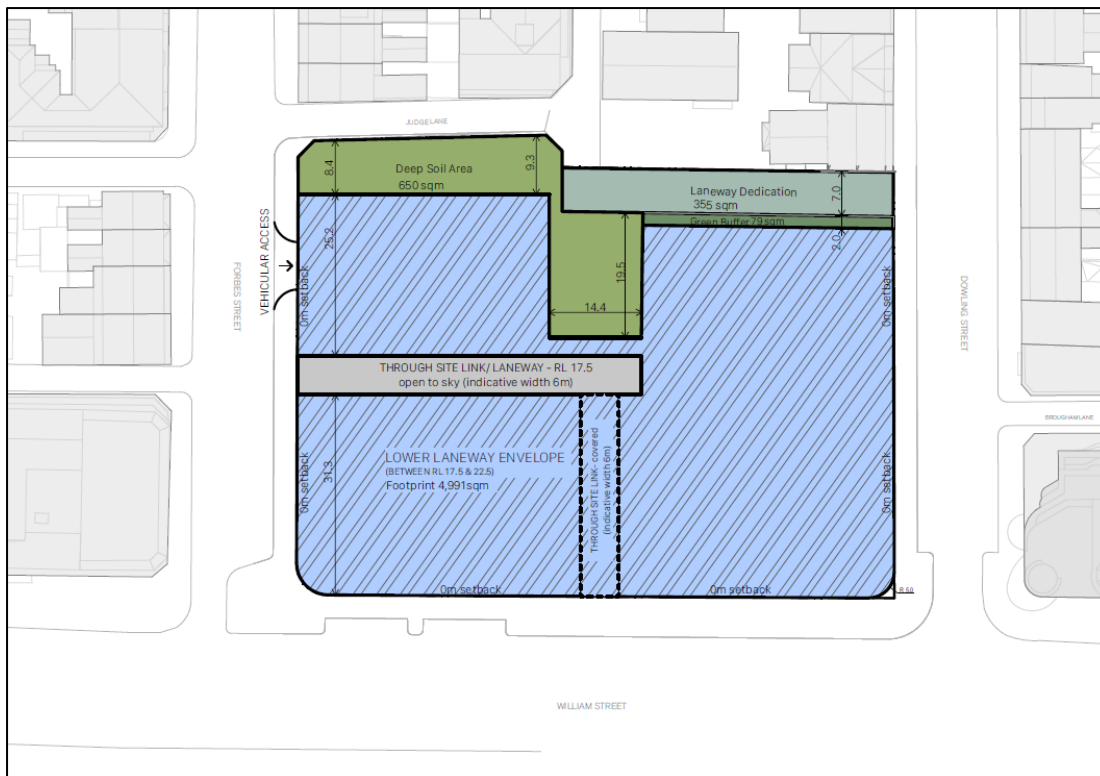 JUDGE LANE
8.4
9.3
Deep Soil Area
650 sqm
Laneway Dedication
355 sqm
7.0
Green Buffer 79 sqm
2.0
VEHICULAR ACCESS
FORBES STREET
0m setback
25.2
19.5
14.4
0m setback
DOWLING STREET
THROUGH SITE LINK/ LANEWAY - RL 17.5
open to sky (indicative width 6m)
BROUGHAM LANE
LOWER LANEWAY ENVELOPE
(BETWEEN RL 17.5 & 22.5)
Footprint 4,991sqm
0m setback
31.3
THROUGH SITE LINK- covered
(indicative width 6m)
0m setback
0m setback
0m setback
R 6.0
WILLIAM STREET